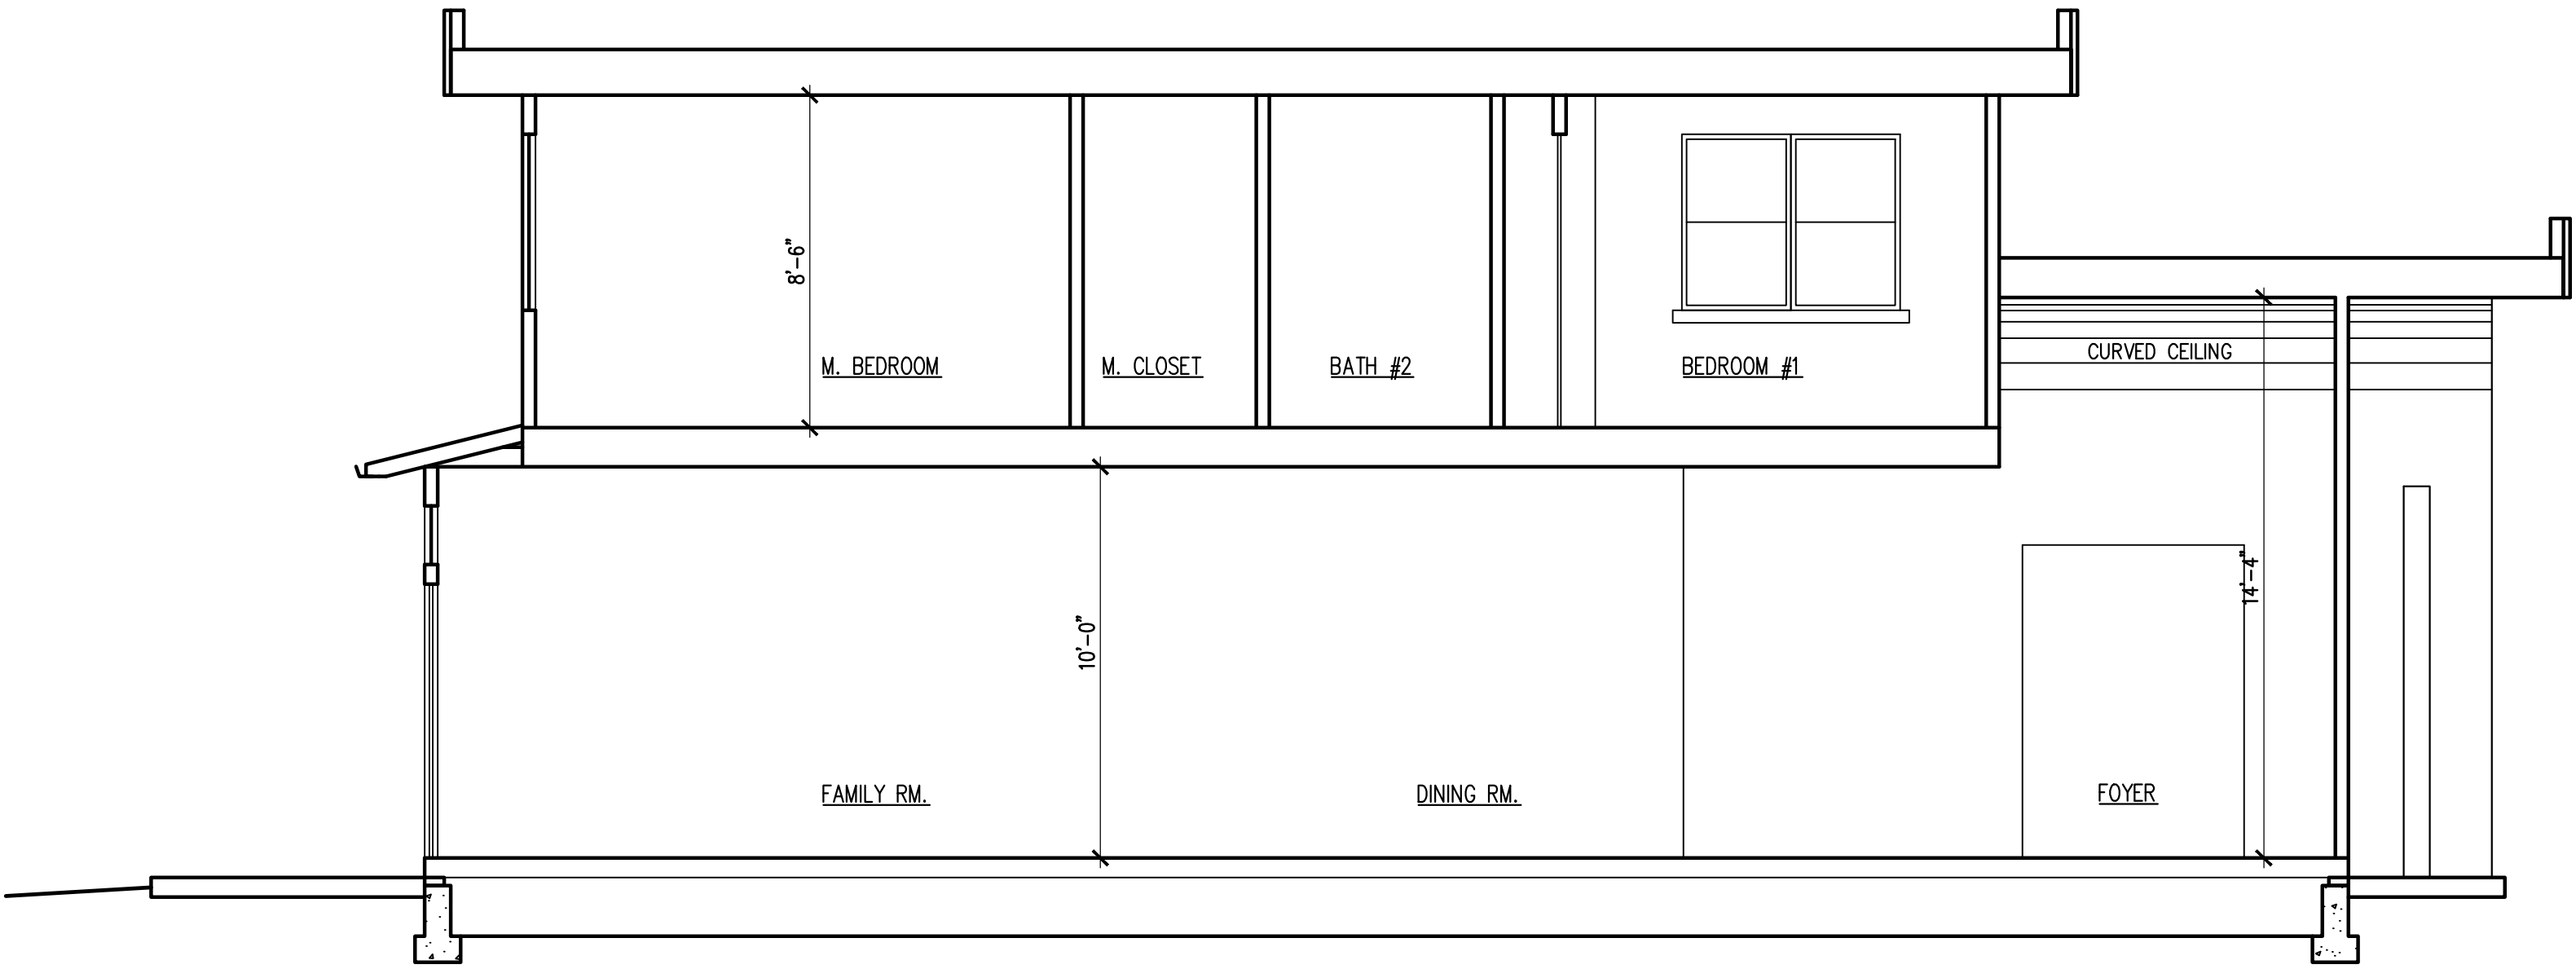 8'-6"
M. BEDROOM
M. CLOSET
BATH #2
BEDROOM #1
CURVED CEILING
10'-0"
14'-4"
FAMILY RM.
DINING RM.
FOYER